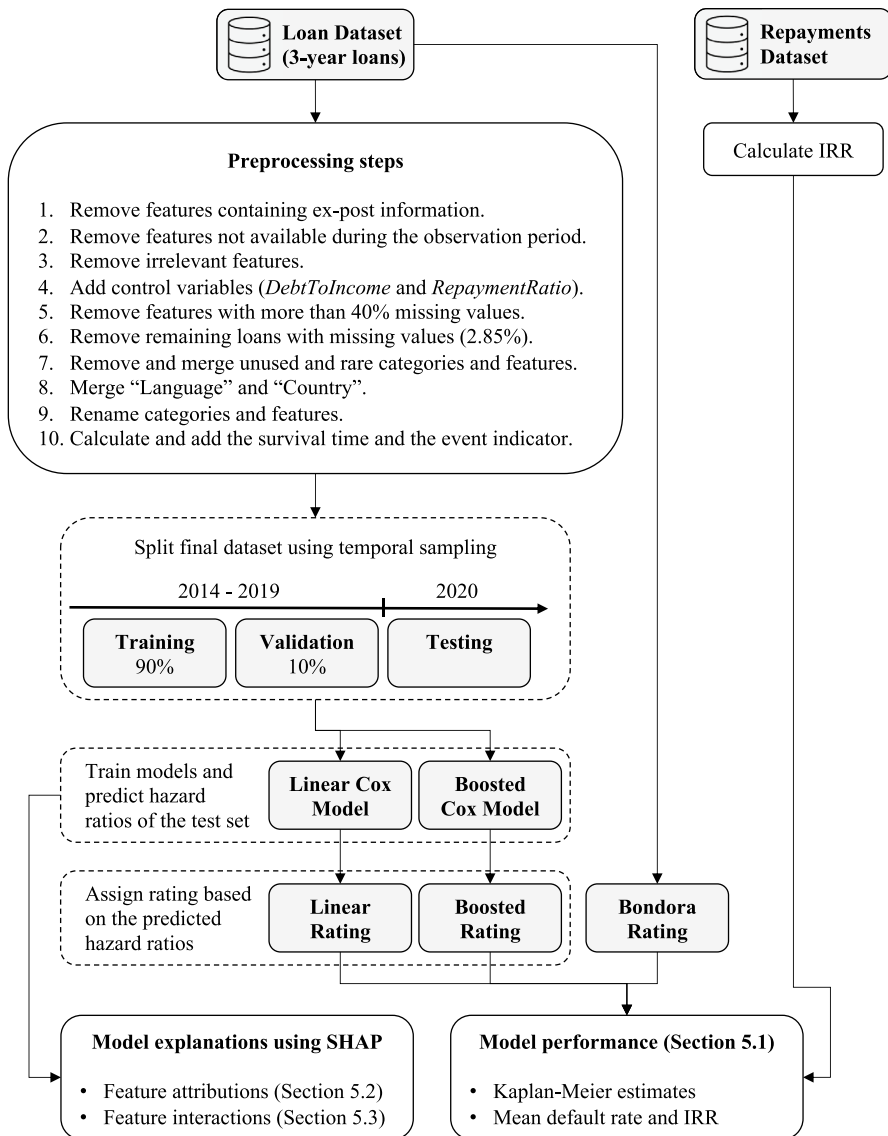 Loan Dataset
(3-year loans)
Repayments
Dataset
Calculate IRR
Preprocessing steps
1. Remove features containing ex-post information.
2. Remove features not available during the observation period.
3. Remove irrelevant features.
4. Add control variables (DebtToIncome and RepaymentRatio).
5. Remove features with more than 40% missing values.
6. Remove remaining loans with missing values (2.85%).
7. Remove and merge unused and rare categories and features.
8. Merge “Language” and “Country”.
9. Rename categories and features.
10. Calculate and add the survival time and the event indicator.
Split final dataset using temporal sampling
2014 - 2019
2020
Training
90%
Validation
10%
Testing
Train models and
predict hazard
ratios of the test set
Linear Cox
Model
Boosted
Cox Model
Assign rating based
on the predicted
hazard ratios
Linear
Rating
Boosted
Rating
Bondora
Rating
Model explanations using SHAP
• Feature attributions (Section 5.2)
• Feature interactions (Section 5.3)
Model performance (Section 5.1)
• Kaplan-Meier estimates
• Mean default rate and IRR